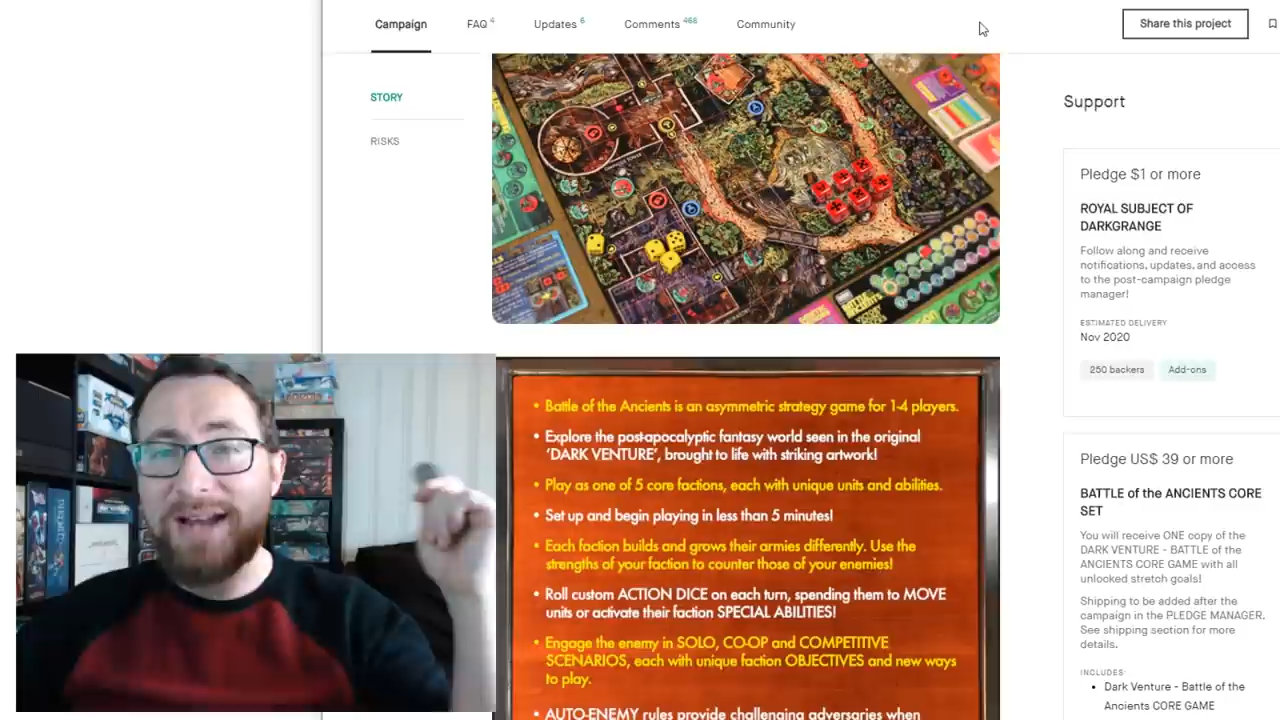 Campaign
FAQ 4
Updates 6
Comments 468
Community
Share this project
STORY
RISKS
Support
Pledge $1 or more
ROYAL SUBJECT OF
DARKGRANGE
Follow along and receive
notifications, updates, and access
to the post-campaign pledge
manager!
ESTIMATED DELIVERY
Nov 2020
250 backers
Add-ons
• Battle of the Ancients is an asymmetric strategy game for 1-4 players.
• Explore the post-apocalyptic fantasy world seen in the original
'DARK VENTURE', brought to life with striking artwork!
• Play as one of 5 core factions, each with unique units and abilities.
• Set up and begin playing in less than 5 minutes!
• Each faction builds and grows their armies differently. Use the
strengths of your faction to counter those of your enemies!
• Roll custom ACTION DICE on each turn, spending them to MOVE
units or activate their faction SPECIAL ABILITIES!
• Engage the enemy in SOLO, CO-OP and COMPETITIVE
SCENARIOS, each with unique faction OBJECTIVES and new ways
to play.
• AUTO-ENEMY rules provide challenging adversaries when
Pledge US$ 39 or more
BATTLE of the ANCIENTS CORE
SET
You will receive ONE copy of the
DARK VENTURE - BATTLE of the
ANCIENTS CORE GAME with all
unlocked stretch goals!
Shipping to be added after the
campaign in the PLEDGE MANAGER.
See shipping section for more
details.
INCLUDES:
• Dark Venture - Battle of the
Ancients CORE GAME